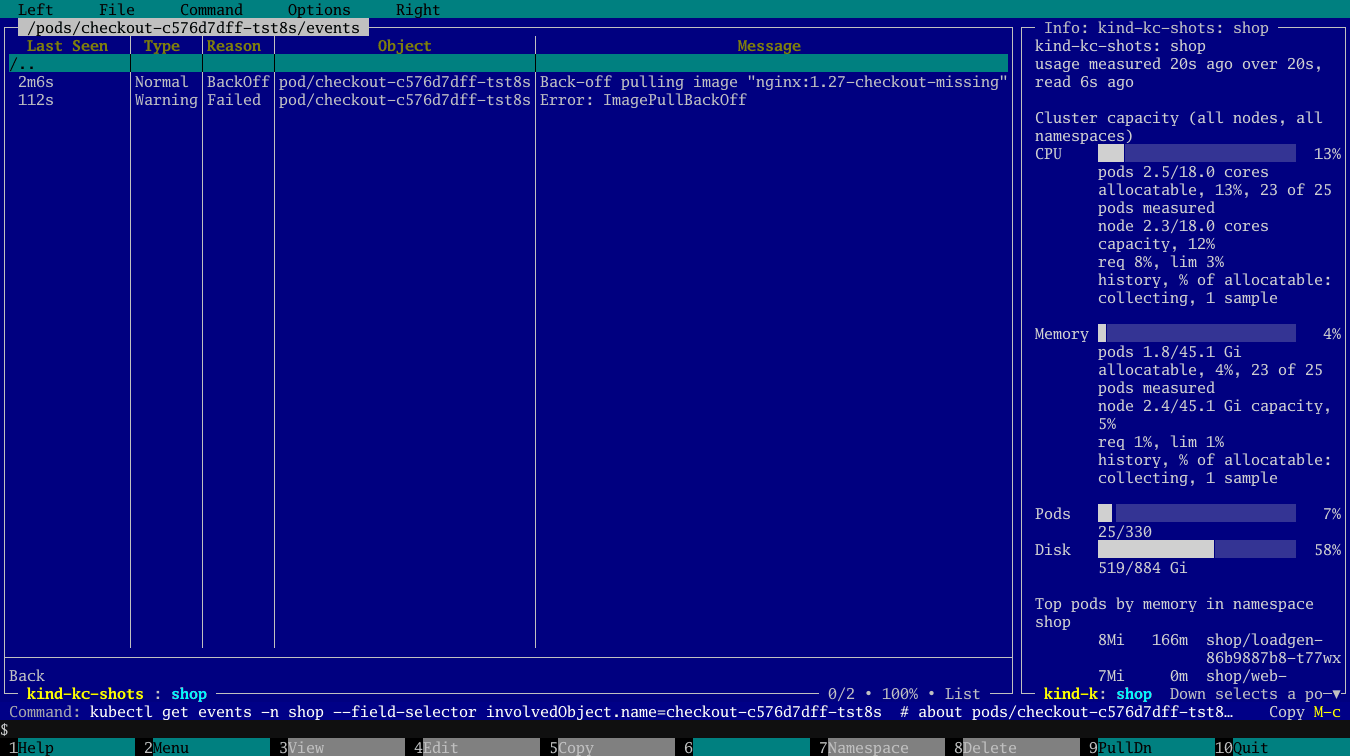 Left File Command Options Right
/pods/checkout-c576d7dff-tst8s/events
Last Seen Type Reason Object Message
/..
2m6s Normal BackOff pod/checkout-c576d7dff-tst8s Back-off pulling image "nginx:1.27-checkout-missing"
112s Warning Failed pod/checkout-c576d7dff-tst8s Error: ImagePullBackOff
Back
kind-kc-shots : shop 0/2 • 100% • List
Info: kind-kc-shots: shop
kind-kc-shots: shop
usage measured 20s ago over 20s,
read 6s ago
Cluster capacity (all nodes, all
namespaces)
CPU 13%
pods 2.5/18.0 cores
allocatable, 13%, 23 of 25
pods measured
node 2.3/18.0 cores
capacity, 12%
req 8%, lim 3%
history, % of allocatable:
collecting, 1 sample
Memory 4%
pods 1.8/45.1 Gi
allocatable, 4%, 23 of 25
pods measured
node 2.4/45.1 Gi capacity,
5%
req 1%, lim 1%
history, % of allocatable:
collecting, 1 sample
Pods 7%
25/330
Disk 58%
519/884 Gi
Top pods by memory in namespace
shop
8Mi 166m shop/loadgen-
86b9887b8-t77wx
7Mi 0m shop/web-
kind-k: shop Down selects a po
Command: kubectl get events -n shop --field-selector involvedObject.name=checkout-c576d7dff-tst8s # about pods/checkout-c576d7dff-tst8… Copy M-c
$
1Help 2Menu 3View 4Edit 5Copy 6 7Namespace 8Delete 9PullDn 10Quit